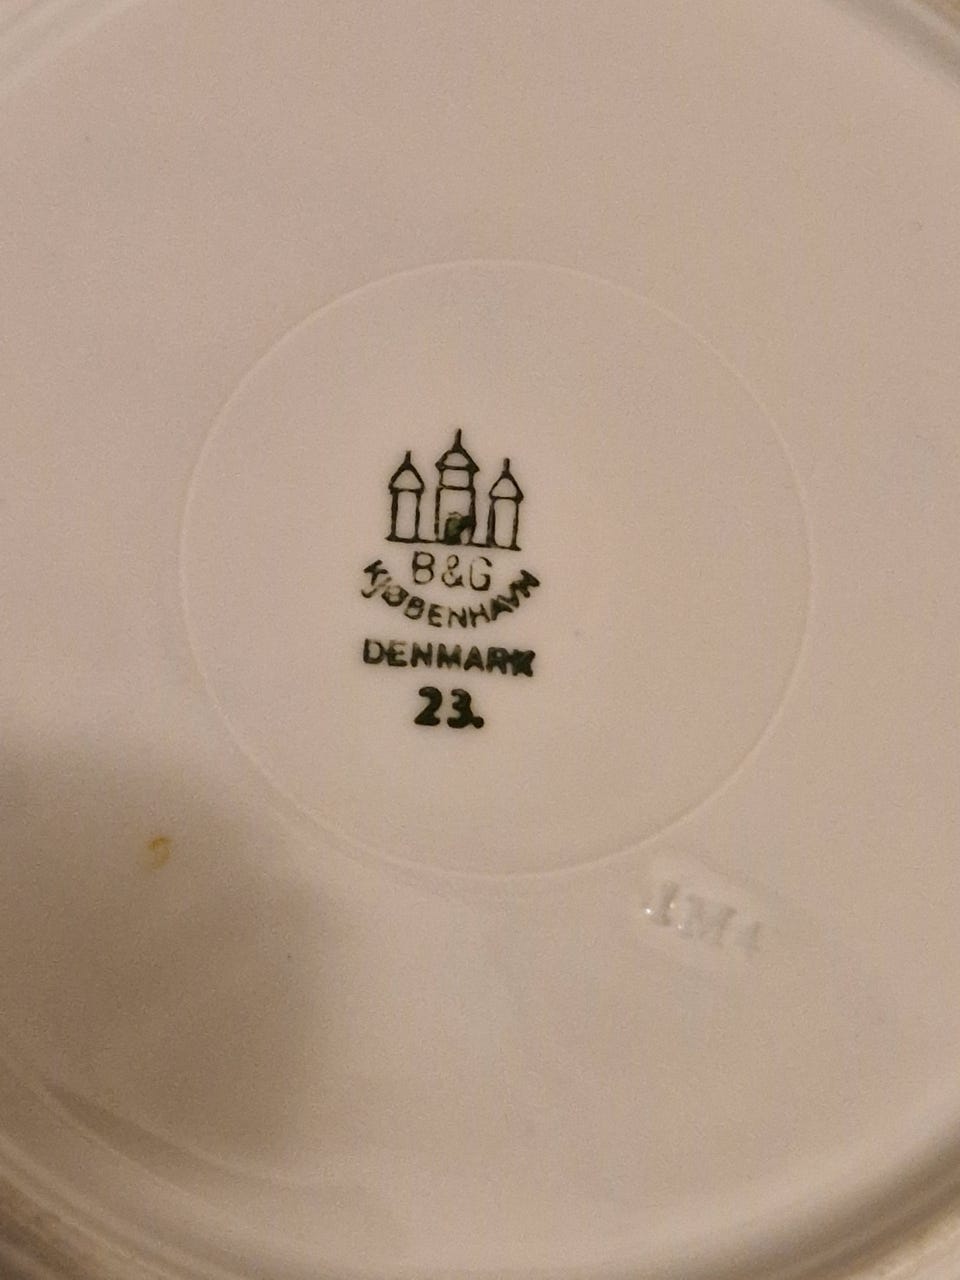 B&G
KJØBENHAVN
DENMARK
23.